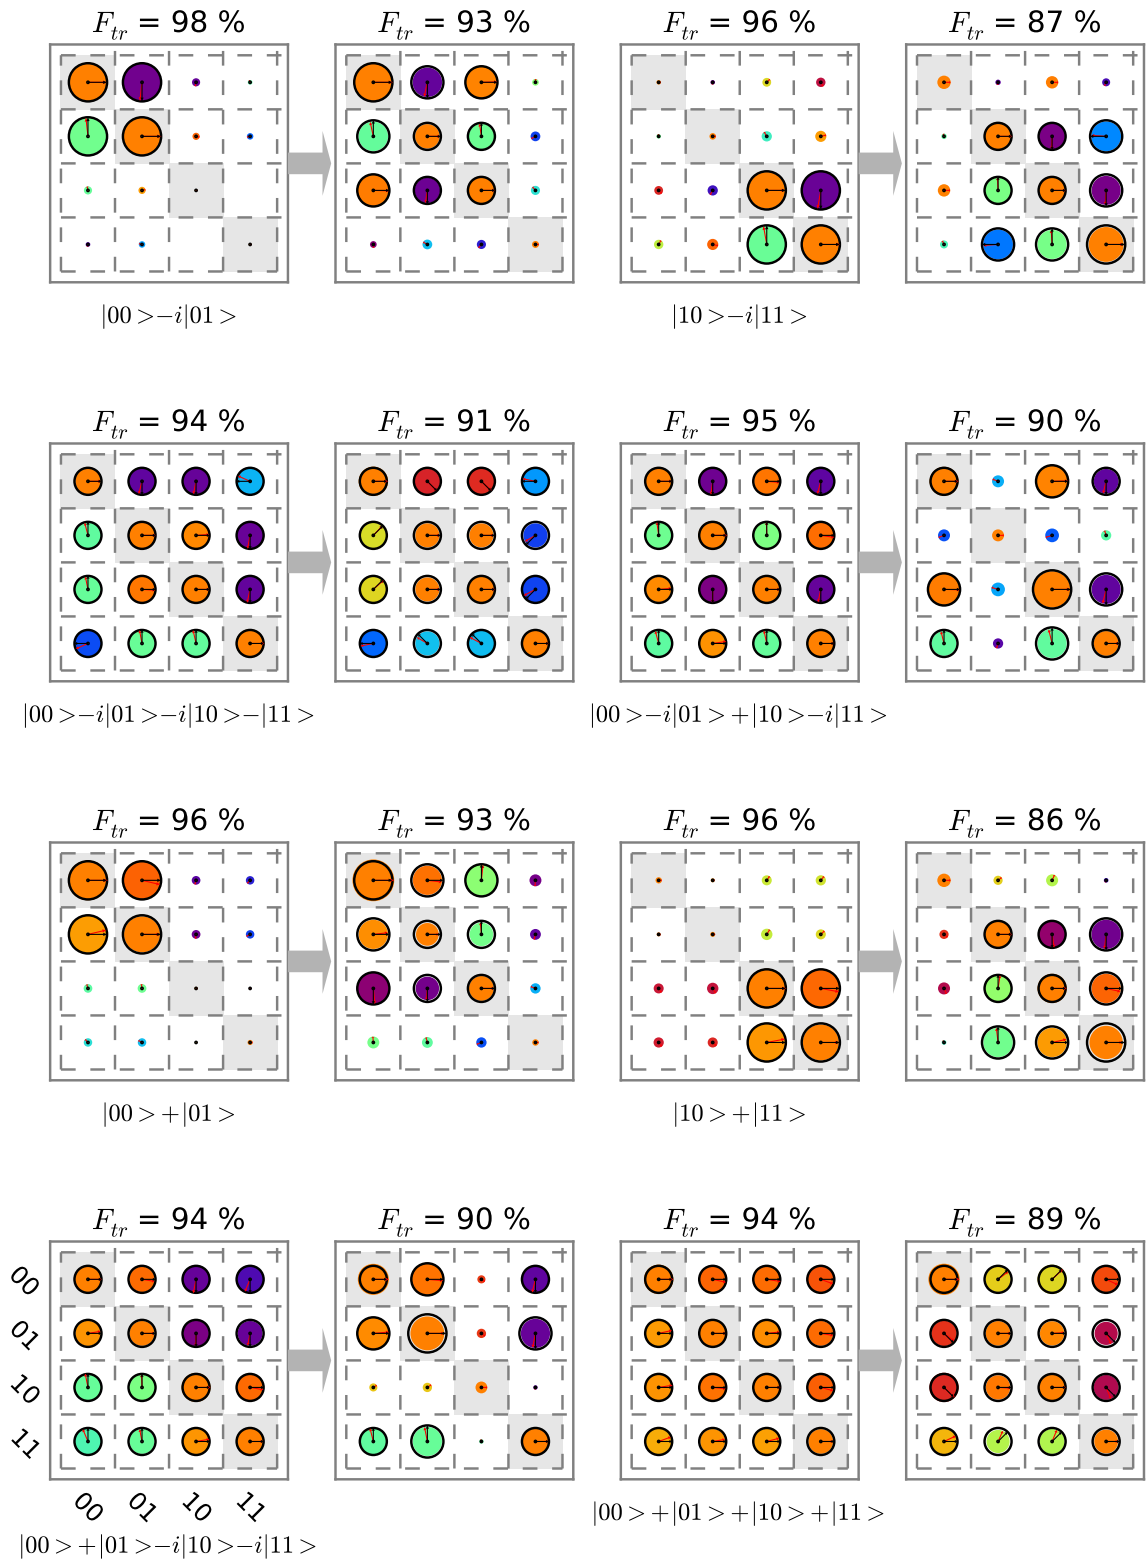 F_tr = 98 % 93 % F_tr = 96 % 87 %
|00>−i|01> |10>−i|11>
F_tr = 94 % F_tr = 91 % F_tr = 95 % F_tr = 90 %
|00>−i|01>−i|10>−|11> |00>−i|01>+|10>−i|11>
F_tr = 96 % F_tr = 93 % F_tr = 96 % F_tr = 86 %
|00>+|01> |10>+|11>
F_tr = 94 % F_tr = 90 % F_tr = 94 % F_tr = 89 %
00
01
10
11
00 01 10 11
|00>+|01>−i|10>−i|11> |00>+|01>+|10>+|11>